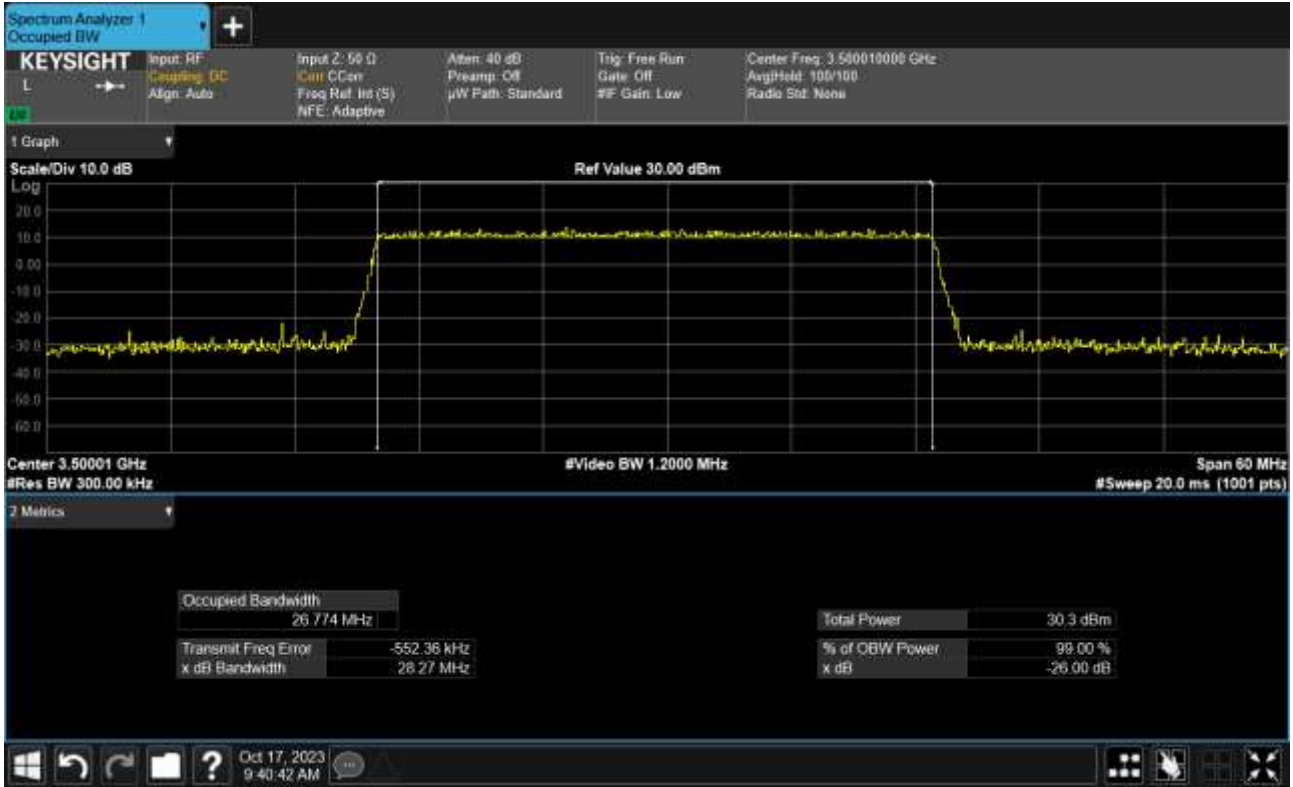 Spectrum Analyzer 1
Occupied BW
KEYSIGHT
L
Input: RF
Coupling: DC
Align: Auto
Input Z: 50 Ω
Corr CCorr
Freq Ref: Int (S)
NFE: Adaptive
Atten: 40 dB
Preamp: Off
µW Path: Standard
Trig: Free Run
Gate: Off
#IF Gain: Low
Center Freq: 3.500010000 GHz
Avg|Hold: 100/100
Radio Std: None
1 Graph
Scale/Div 10.0 dB
Ref Value 30.00 dBm
Log
20.0
10.0
0.00
-10.0
-20.0
-30.0
-40.0
-50.0
-60.0
Center 3.50001 GHz
#Video BW 1.2000 MHz
Span 60 MHz
#Res BW 300.00 kHz
#Sweep 20.0 ms (1001 pts)
2 Metrics
Occupied Bandwidth
26.774 MHz
Total Power 30.3 dBm
Transmit Freq Error -552.36 kHz
% of OBW Power 99.00 %
x dB Bandwidth 28.27 MHz
x dB -26.00 dB
Oct 17, 2023
9:40:42 AM